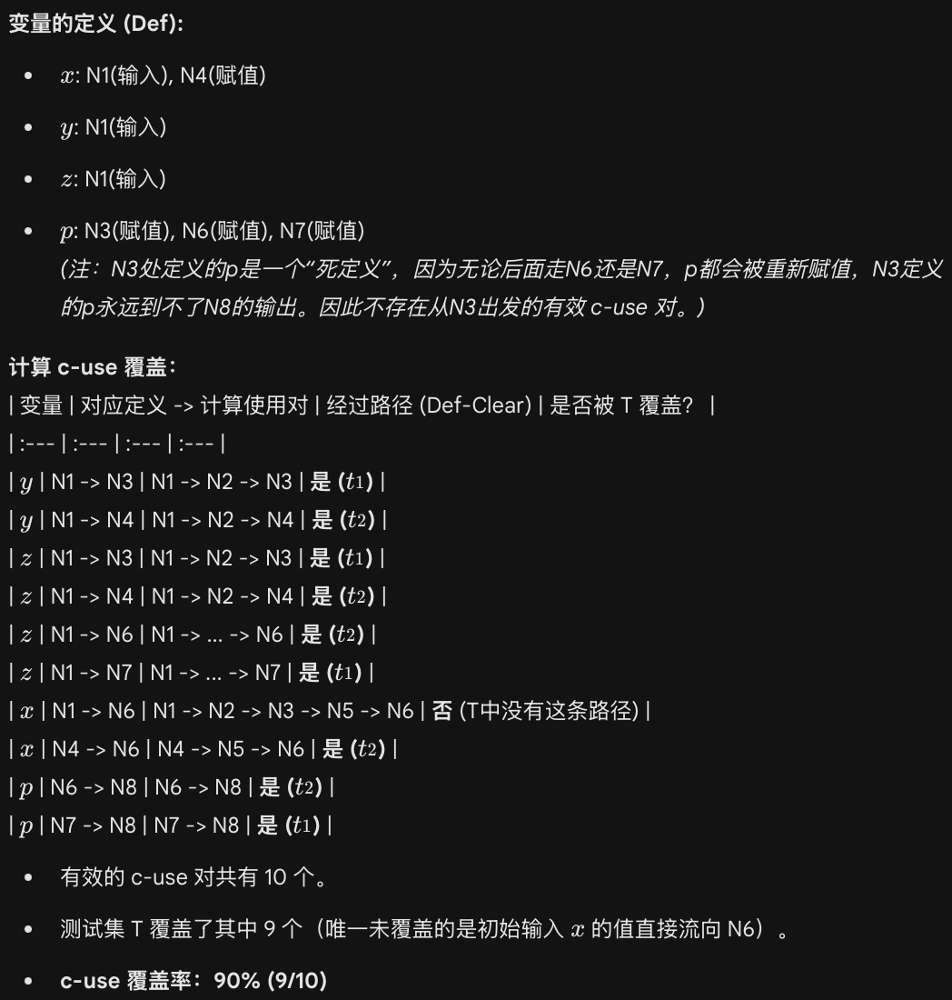 变量的定义 (Def):
• x: N1(输入), N4(赋值)
• y: N1(输入)
• z: N1(输入)
• p: N3(赋值), N6(赋值), N7(赋值)
(注：N3处定义的p是一个“死定义”，因为无论后面走N6还是N7，p都会被重新赋值，N3定义
的p永远到不了N8的输出。因此不存在从N3出发的有效 c-use 对。)
计算 c-use 覆盖：
| 变量 | 对应定义 -> 计算使用对 | 经过路径 (Def-Clear) | 是否被 T 覆盖？ |
| :--- | :--- | :--- | :--- |
| y | N1 -> N3 | N1 -> N2 -> N3 | 是 (t1) |
| y | N1 -> N4 | N1 -> N2 -> N4 | 是 (t2) |
| z | N1 -> N3 | N1 -> N2 -> N3 | 是 (t1) |
| z | N1 -> N4 | N1 -> N2 -> N4 | 是 (t2) |
| z | N1 -> N6 | N1 -> ... -> N6 | 是 (t2) |
| z | N1 -> N7 | N1 -> ... -> N7 | 是 (t1) |
| x | N1 -> N6 | N1 -> N2 -> N3 -> N5 -> N6 | 否 (T中没有这条路径) |
| x | N4 -> N6 | N4 -> N5 -> N6 | 是 (t2) |
| p | N6 -> N8 | N6 -> N8 | 是 (t2) |
| p | N7 -> N8 | N7 -> N8 | 是 (t1) |
• 有效的 c-use 对共有 10 个。
• 测试集 T 覆盖了其中 9 个（唯一未覆盖的是初始输入 x 的值直接流向 N6）。
• c-use 覆盖率：90% (9/10)